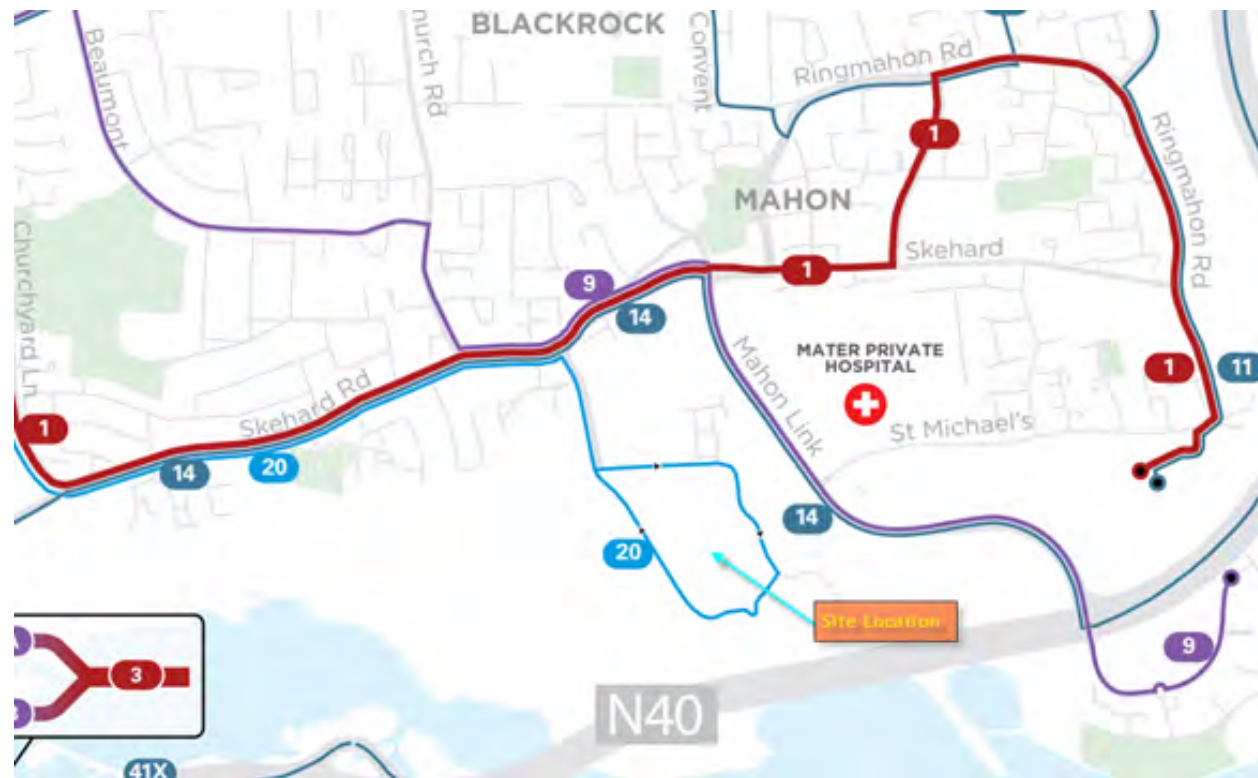 BLACKROCK
Beaumont
Church Rd
Convent
Ringmahon Rd
1
Ringmahon Rd
MAHON
Churchyard Ln
Skehard
1
9
14
Mahon Link
MATER PRIVATE
HOSPITAL
1
11
Skehard Rd
St Michael's
1
14
20
14
20
Site Location
9
3
N40
41X